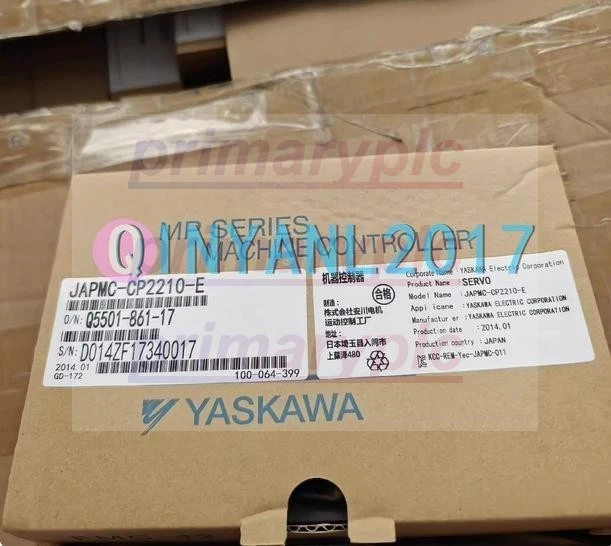 primaryplc
MP SERIES
MACHINE CONTROLLER
QINYANL2017
JAPMC-CP2210-E
O/N: Q5501-861-17
S/N: D014ZF17340017
2014.01
GD-172
100-064-399
机器控制器
合格
制造:
株式会社安川电机
运动控制工厂
地址:
日本埼玉县入间市
上藤泽480
Corporate Name : YASKAWA Electric Corporation
Product Name : SERVO
Model Name : JAPMC-CP2210-E
Applicane : YASKAWA ELECTRIC CORPORATION
Manufacturer er : YASKAWA ELECTRIC CORPORATION
Production date : 2014.01
Production country : JAPAN
KCC-REM-Yec-JAPMC-011
primaryplc
YASKAWA